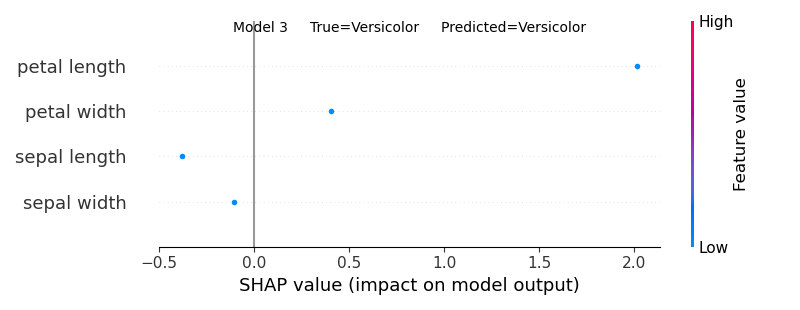 Model 3 True=Versicolor Predicted=Versicolor
High
petal length
petal width
sepal length
sepal width
Feature value
Low
−0.5 0.0 0.5 1.0 1.5 2.0
SHAP value (impact on model output)